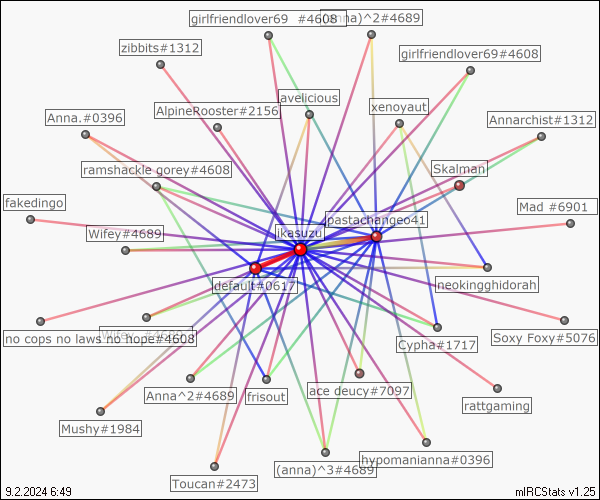 girlfriendlover69 #4608
(anna)^2#4689
zibbits#1312
girlfriendlover69#4608
avelicious
xenoyaut
AlpineRooster#2156
Anna.#0396
Annarchist#1312
ramshackle gorey#4608
Skalman
fakedingo
Mad #6901
pastachangeo41
ikasuzu
Wifey#4689
default#0617
neokingghidorah
no cops no laws no hope#4608
Wifey_#4689
Cypha#1717
Soxy Foxy#5076
Anna^2#4689
frisout
ace deucy#7097
rattgaming
Mushy#1984
hypomanianna#0396
(anna)^3#4689
Toucan#2473
9.2.2024 6:49
mIRCStats v1.25